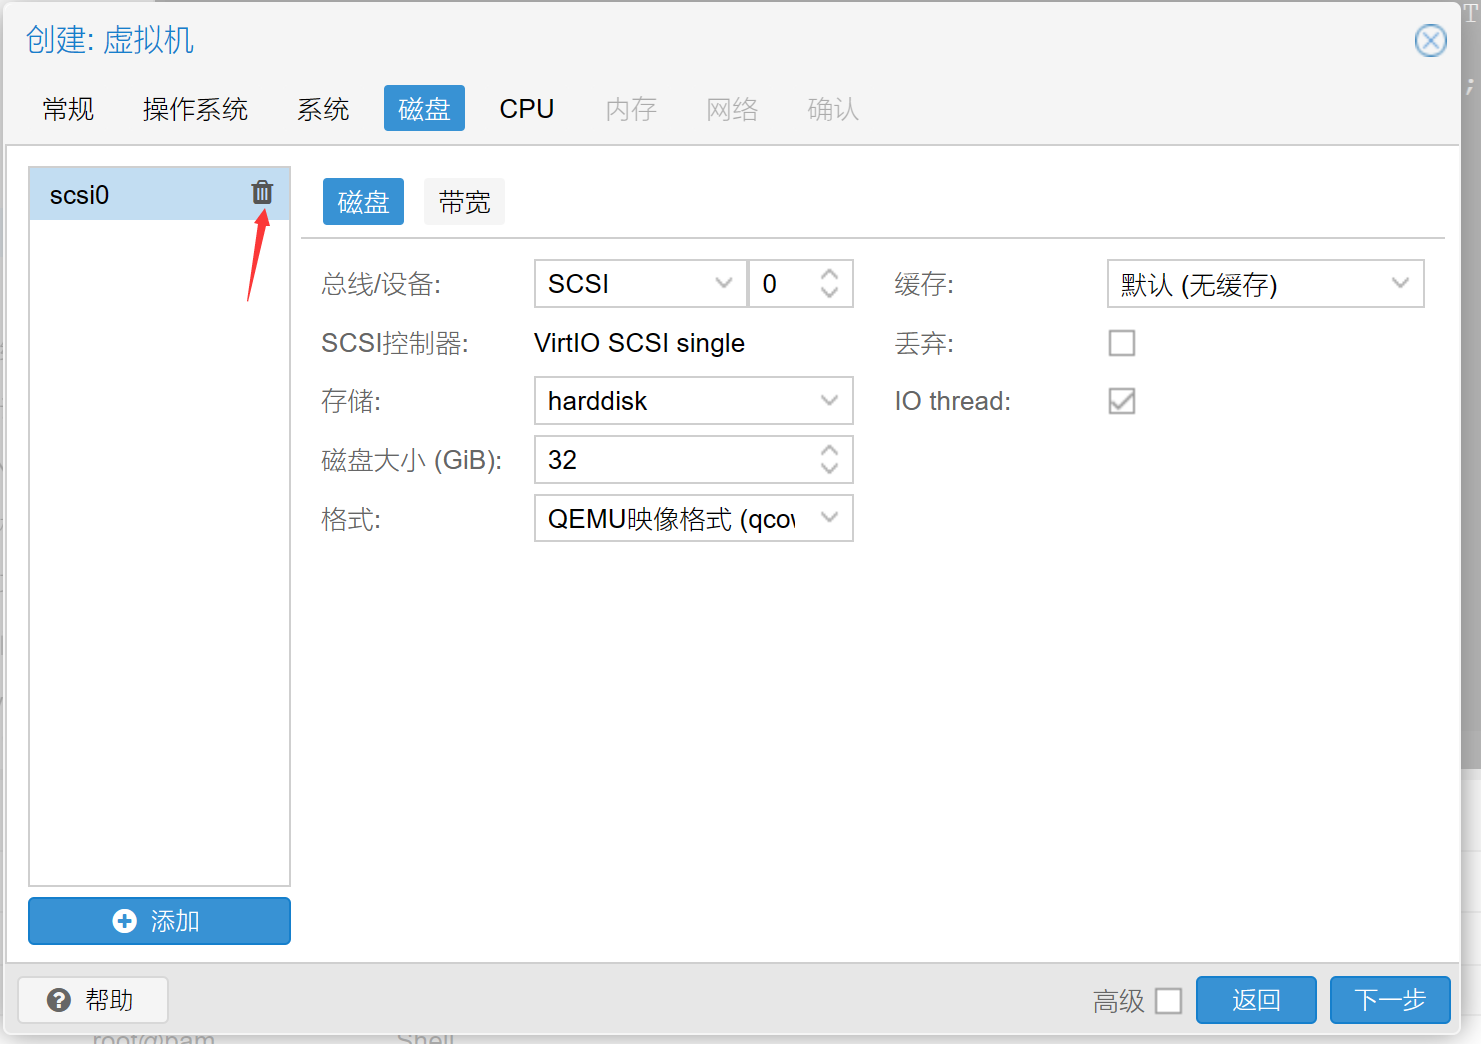 创建: 虚拟机
常规 操作系统 系统 磁盘 CPU 内存 网络 确认
scsi0
磁盘 带宽
总线/设备: SCSI 0 缓存: 默认 (无缓存)
SCSI控制器: VirtIO SCSI single 丢弃:
存储: harddisk IO thread:
磁盘大小 (GiB): 32
格式: QEMU映像格式 (qcow
添加
帮助 高级 返回 下一步
root@pam Shell